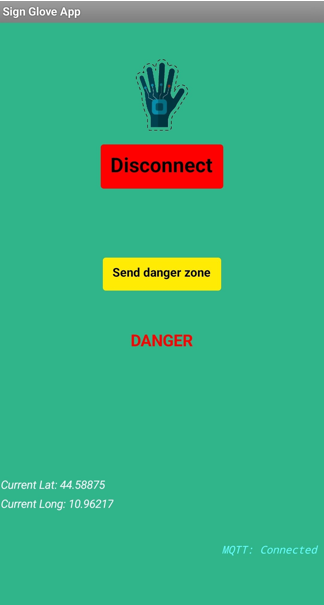 Sign Glove App
Disconnect
Send danger zone
DANGER
Current Lat: 44.58875
Current Long: 10.96217
MQTT: Connected